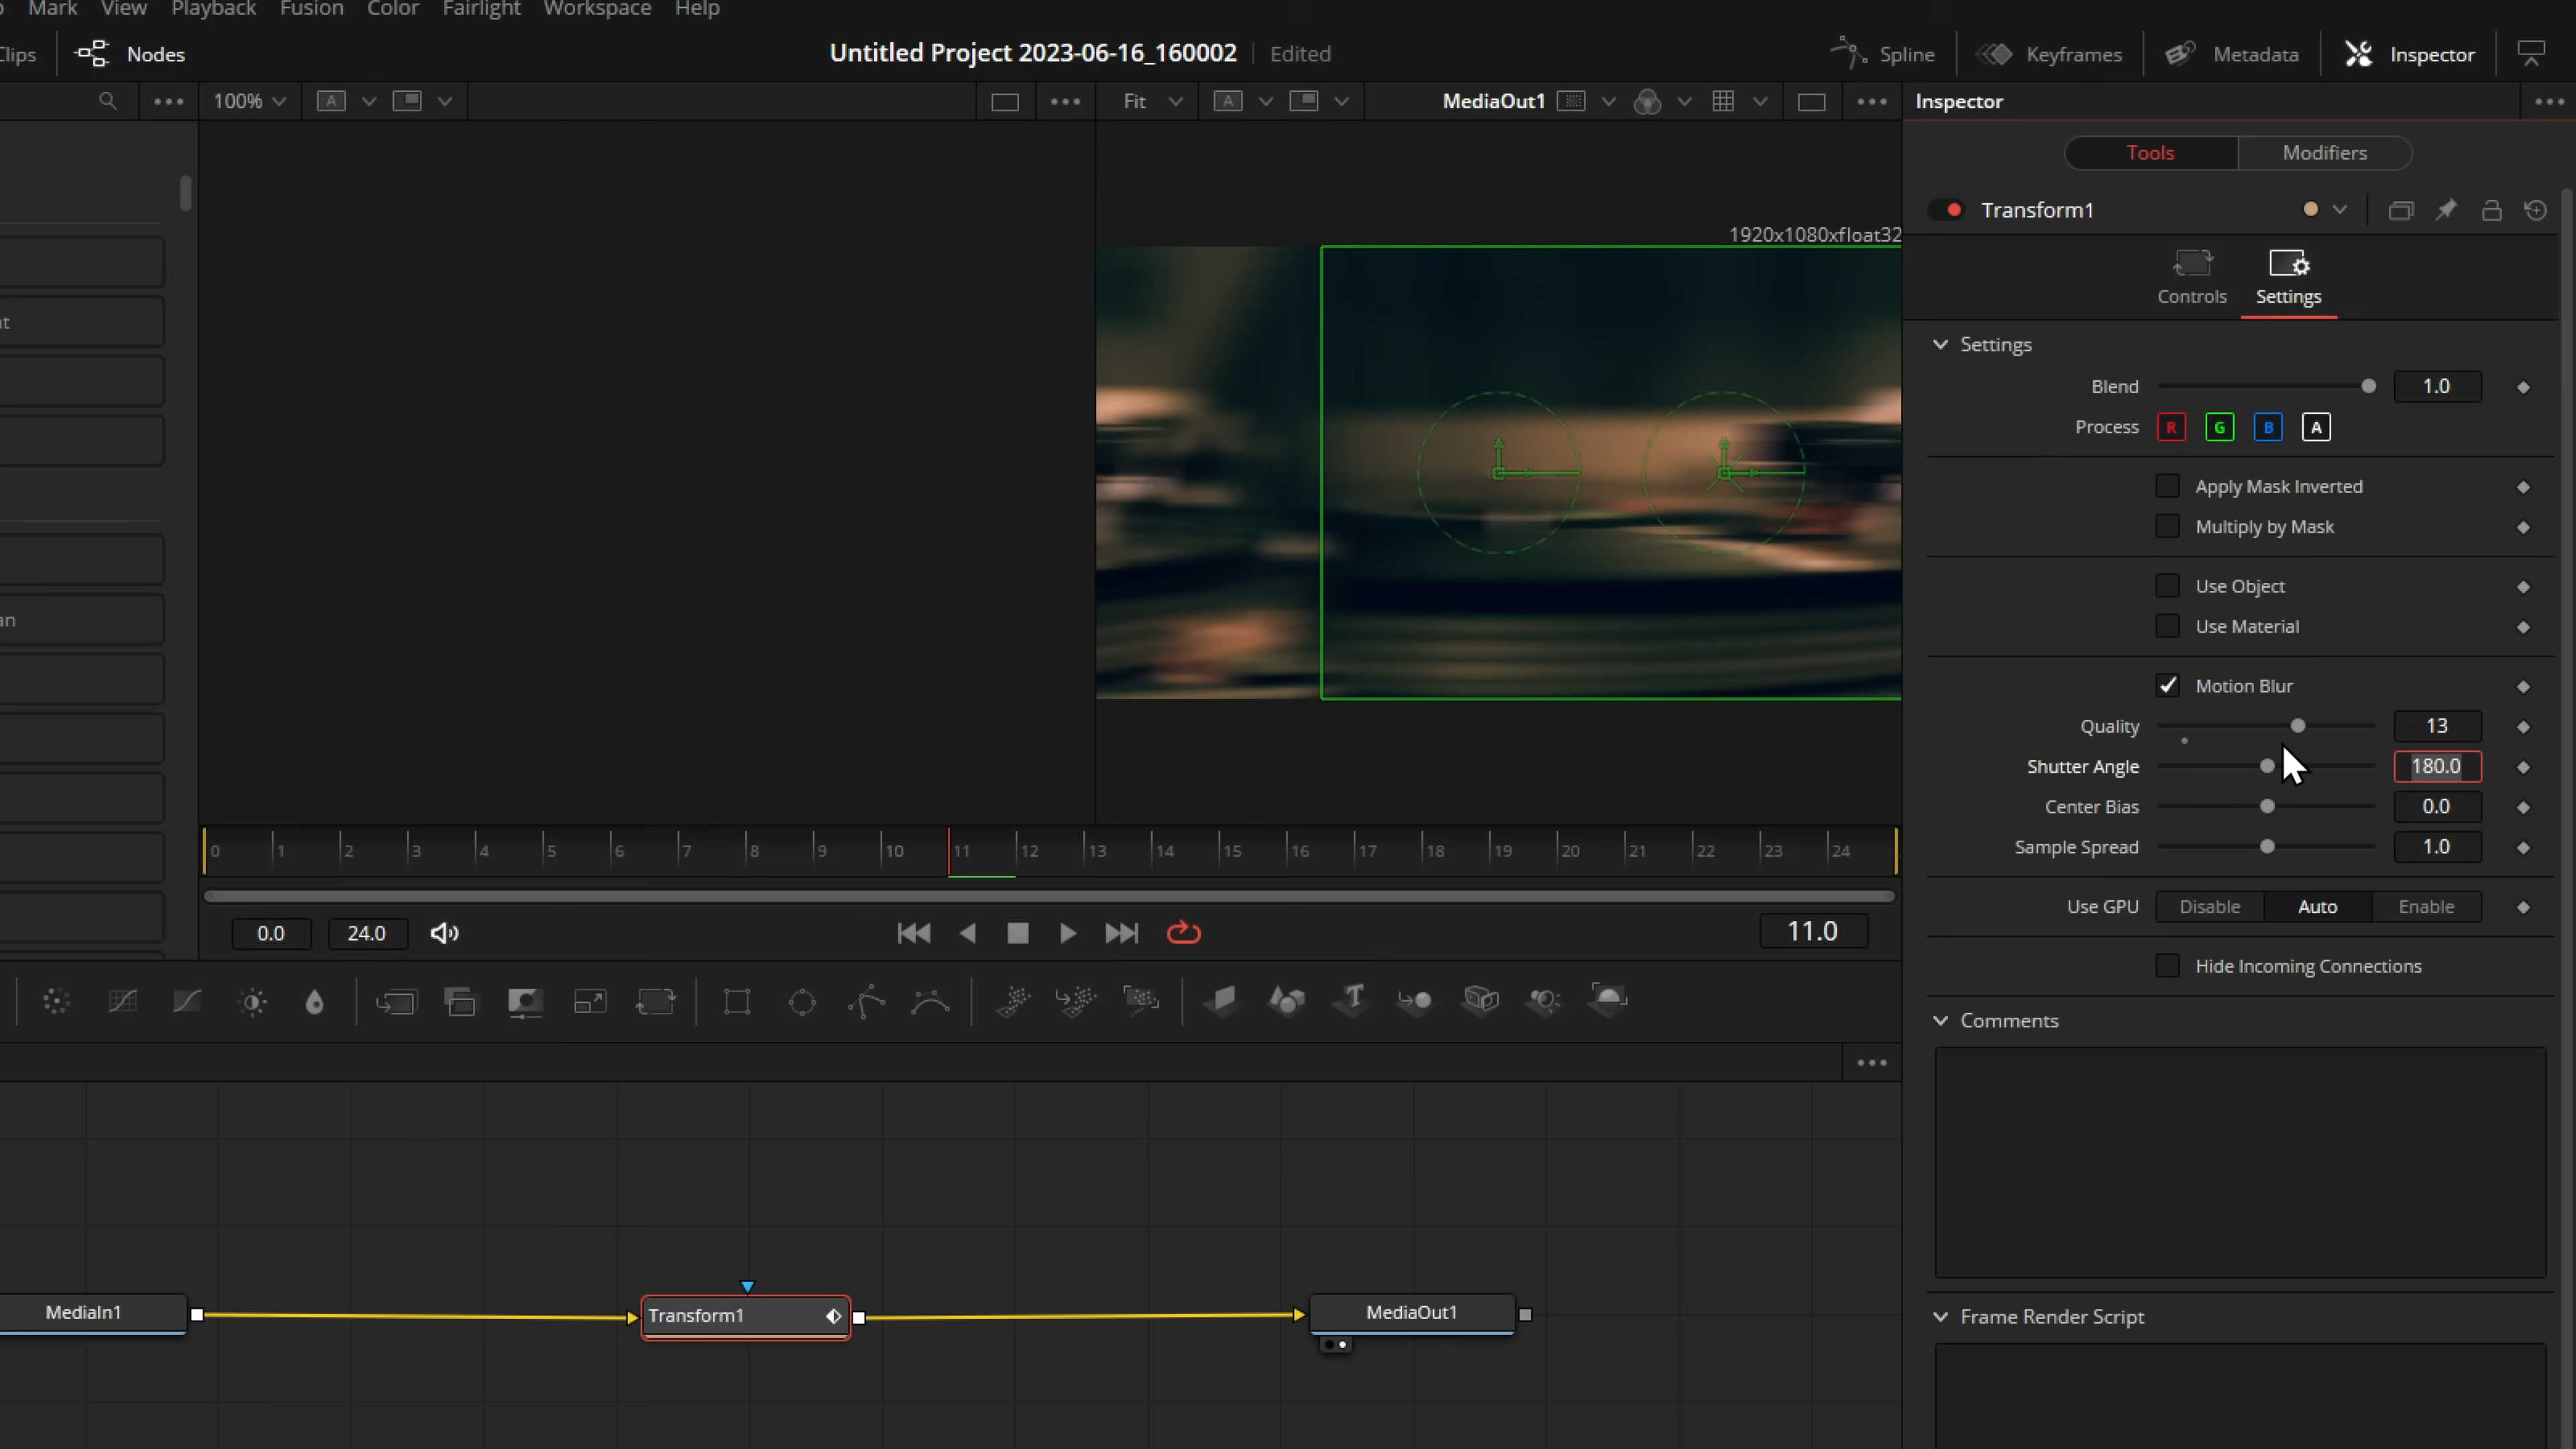 Mark View Playback Fusion Color Fairlight Workspace Help
Clips Nodes Untitled Project 2023-06-16_160002 Edited Spline Keyframes Metadata Inspector
100% A Fit A MediaOut1 Inspector
Tools Modifiers
Transform1
1920x1080xfloat32
Controls Settings
Settings
Blend 1.0
Process R G B A
Apply Mask Inverted
Multiply by Mask
Use Object
Use Material
Motion Blur
Quality 13
Shutter Angle 180.0
Center Bias 0.0
Sample Spread 1.0
0 1 2 3 4 5 6 7 8 9 10 11 12 13 14 15 16 17 18 19 20 21 22 23 24
Use GPU Disable Auto Enable
0.0 24.0 11.0
Hide Incoming Connections
Comments
MediaIn1 Transform1 MediaOut1
Frame Render Script